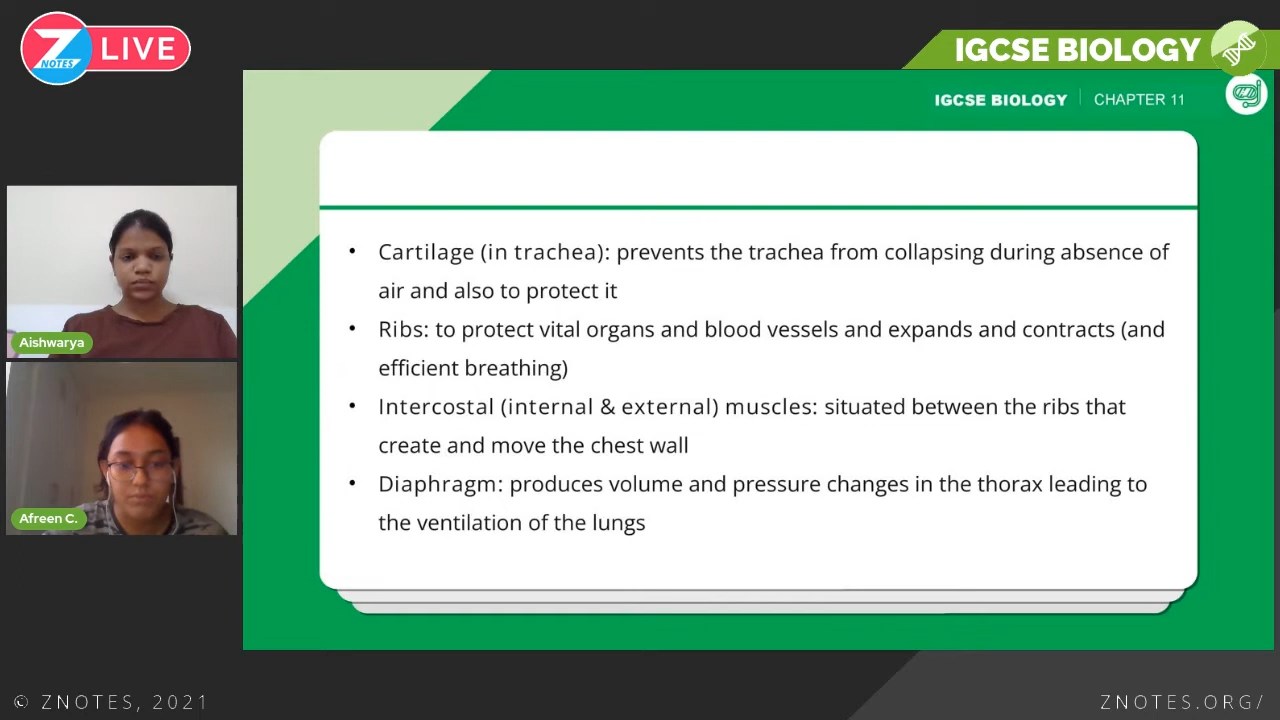 Z
NOTES
LIVE
IGCSE BIOLOGY
IGCSE BIOLOGY
CHAPTER 11
• Cartilage (in trachea): prevents the trachea from collapsing during absence of
air and also to protect it
• Ribs: to protect vital organs and blood vessels and expands and contracts (and
efficient breathing)
• Intercostal (internal & external) muscles: situated between the ribs that
create and move the chest wall
• Diaphragm: produces volume and pressure changes in the thorax leading to
the ventilation of the lungs
Aishwarya
Afreen C.
© ZNOTES, 2021
ZNOTES.ORG/